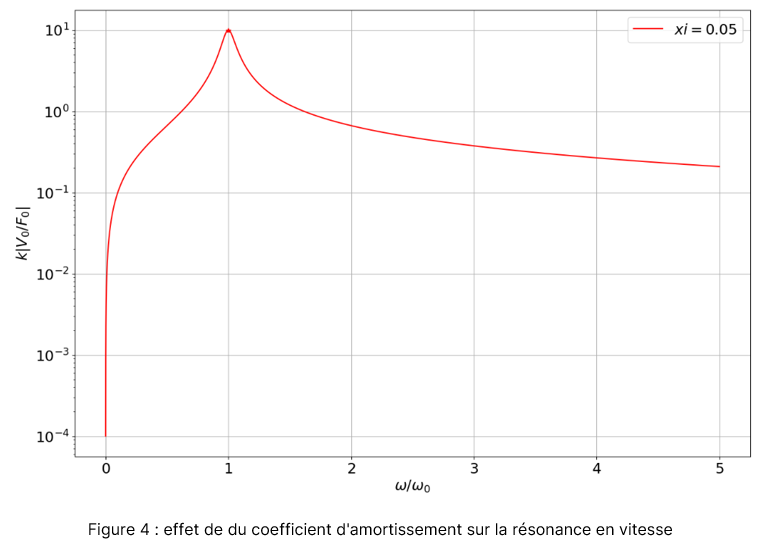 10¹
xi = 0.05
10⁰
10⁻¹
k|V₀/F₀|
10⁻²
10⁻³
10⁻⁴
0 1 2 3 4 5
ω/ω₀
Figure 4 : effet de du coefficient d'amortissement sur la résonance en vitesse